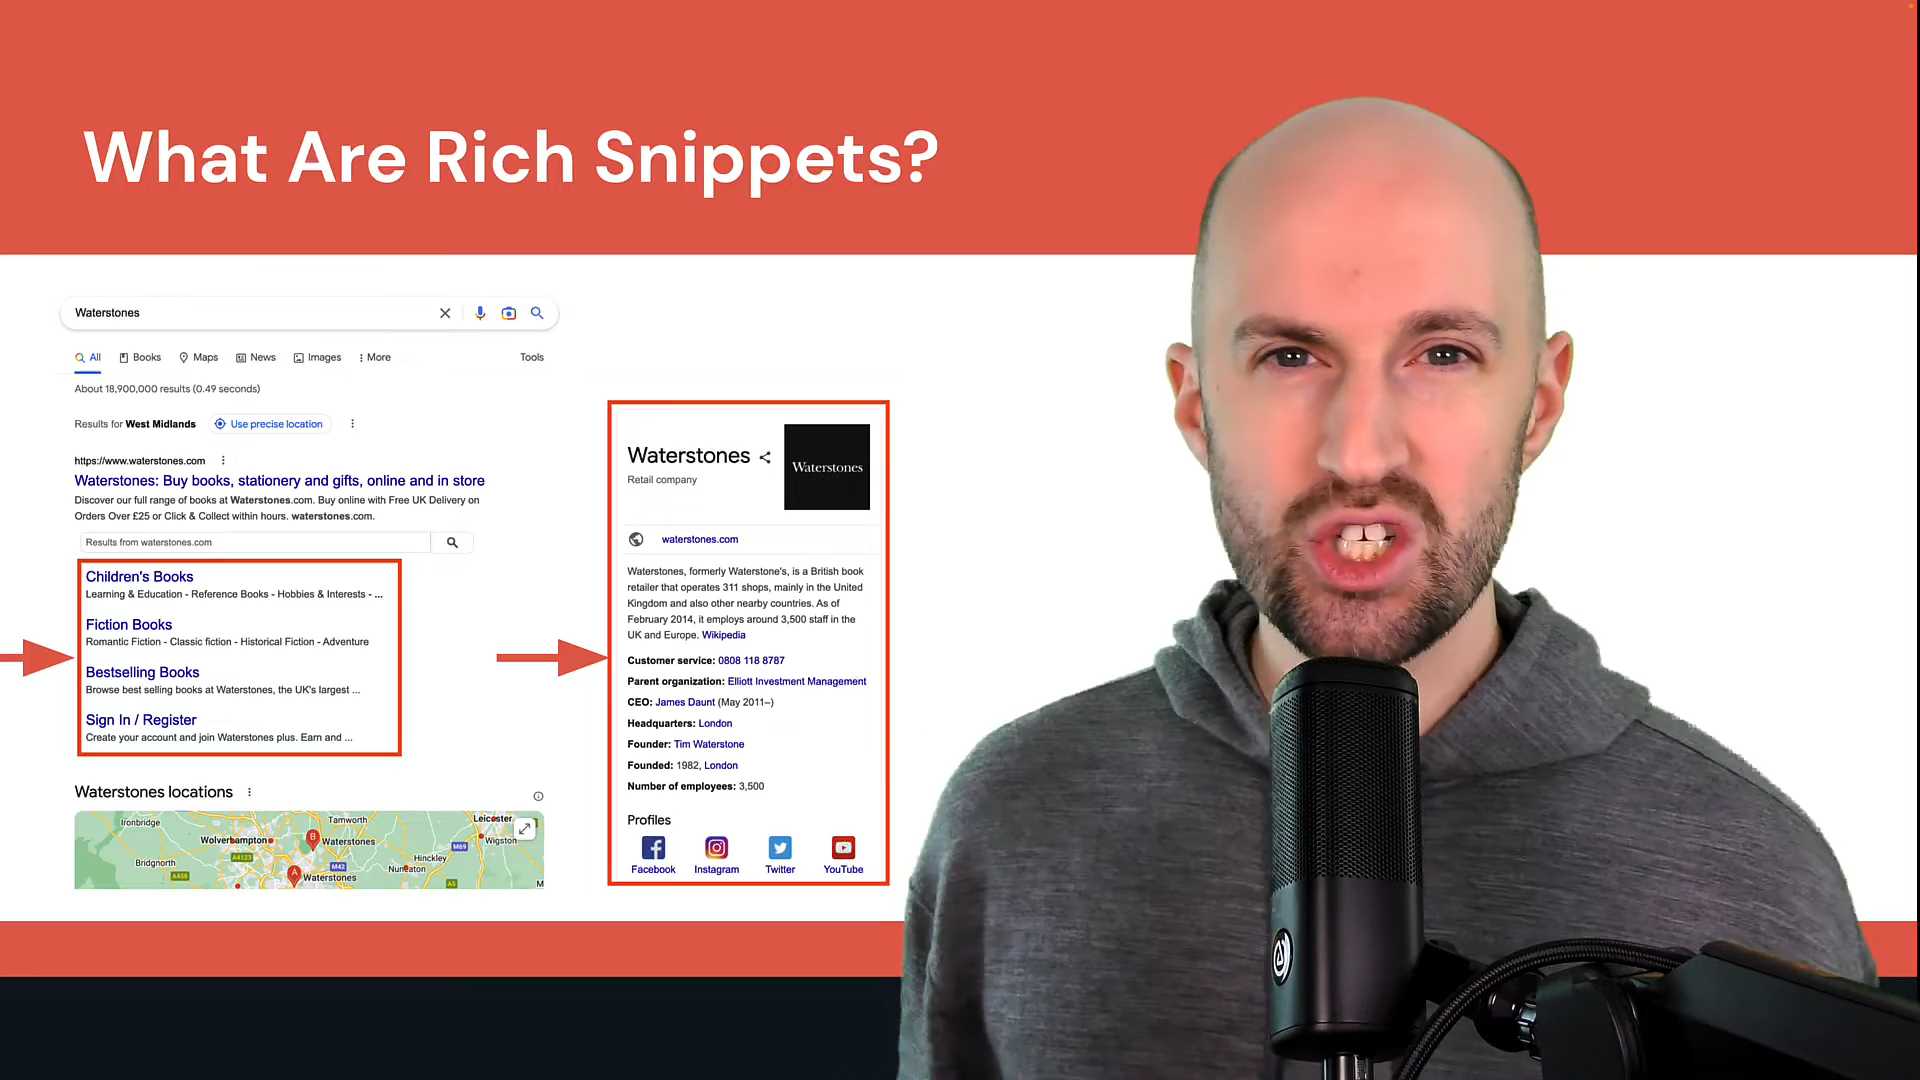 What Are Rich Snippets?
Waterstones
All Books Maps News Images More Tools
About 18,900,000 results (0.49 seconds)
Results for West Midlands Use precise location
https://www.waterstones.com
Waterstones: Buy books, stationery and gifts, online and in store
Discover our full range of books at Waterstones.com. Buy online with Free UK Delivery on
Orders Over £25 or Click & Collect within hours. waterstones.com.
Results from waterstones.com
Children's Books
Learning & Education - Reference Books - Hobbies & Interests - ...
Fiction Books
Romantic Fiction - Classic fiction - Historical Fiction - Adventure
Bestselling Books
Browse best selling books at Waterstones, the UK's largest ...
Sign In / Register
Create your account and join Waterstones plus. Earn and ...
Waterstones locations
Ironbridge
Tamworth
Leicester
Wolverhampton
B
Waterstones
M69
Wigston
A4123
Bridgnorth
M42
Hinckley
Nuneaton
A458
A
Waterstones
A5
M
Waterstones
Retail company
Waterstones
waterstones.com
Waterstones, formerly Waterstone's, is a British book
retailer that operates 311 shops, mainly in the United
Kingdom and also other nearby countries. As of
February 2014, it employs around 3,500 staff in the
UK and Europe. Wikipedia
Customer service: 0808 118 8787
Parent organization: Elliott Investment Management
CEO: James Daunt (May 2011–)
Headquarters: London
Founder: Tim Waterstone
Founded: 1982, London
Number of employees: 3,500
Profiles
Facebook Instagram Twitter YouTube